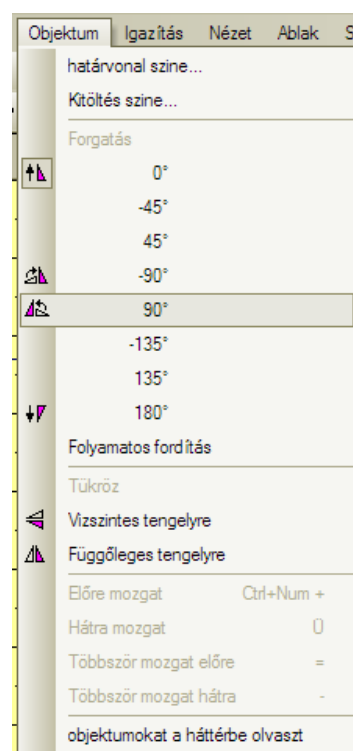 Objektum Igazítás Nézet Ablak S
határvonal szine...
Kitöltés szine...
Forgatás
0°
-45°
45°
-90°
90°
-135°
135°
180°
Folyamatos fordítás
Tükröz
Vizszintes tengelyre
Függőleges tengelyre
Előre mozgat Ctrl+Num +
Hátra mozgat Ü
Többször mozgat előre =
Többször mozgat hátra -
objektumokat a háttérbe olvaszt